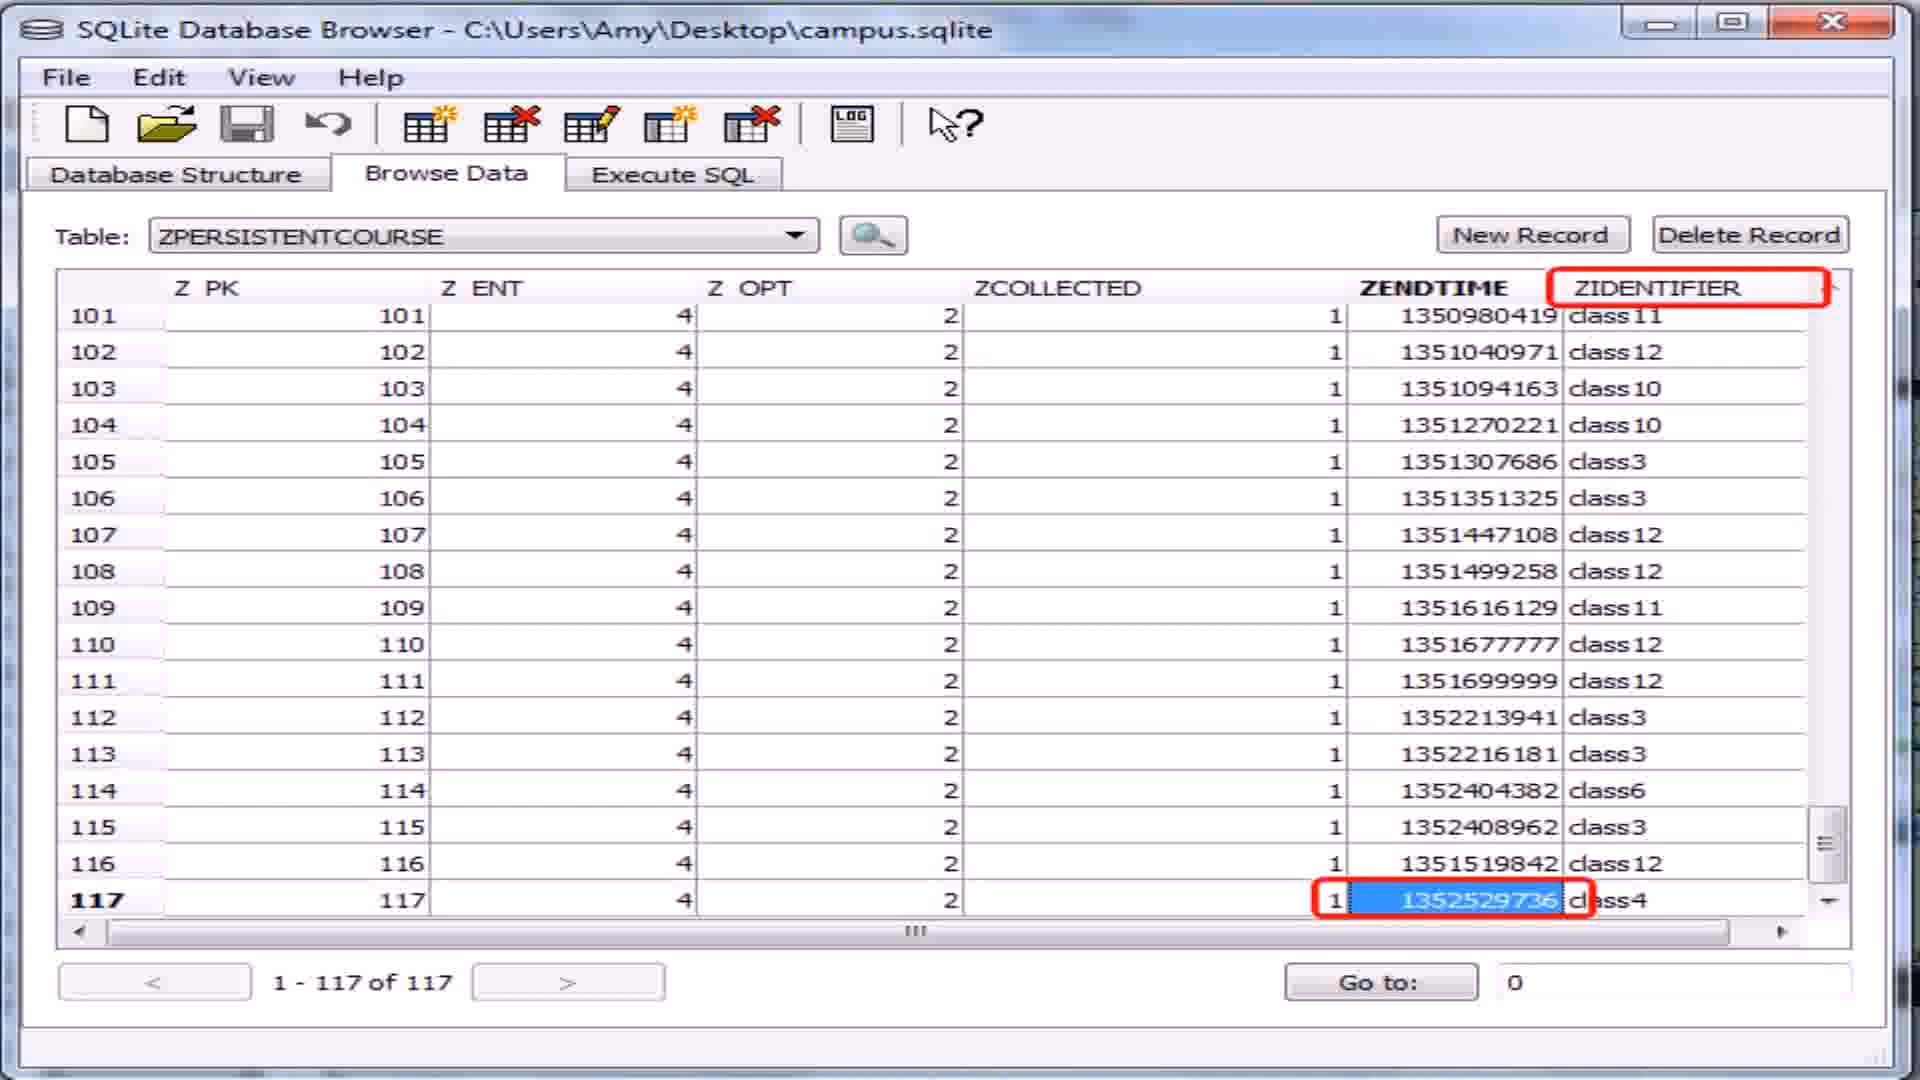 SQLite Database Browser - C:\Users\Amy\Desktop\campus.sqlite
File Edit View Help
LOG
Database Structure Browse Data Execute SQL
Table: ZPERSISTENTCOURSE New Record Delete Record
Z PK Z ENT Z OPT ZCOLLECTED ZENDTIME ZIDENTIFIER
101 101 4 2 1 1350980419 class11
102 102 4 2 1 1351040971 class12
103 103 4 2 1 1351094163 class10
104 104 4 2 1 1351270221 class10
105 105 4 2 1 1351307686 class3
106 106 4 2 1 1351351325 class3
107 107 4 2 1 1351447108 class12
108 108 4 2 1 1351499258 class12
109 109 4 2 1 1351616129 class11
110 110 4 2 1 1351677777 class12
111 111 4 2 1 1351699999 class12
112 112 4 2 1 1352213941 class3
113 113 4 2 1 1352216181 class3
114 114 4 2 1 1352404382 class6
115 115 4 2 1 1352408962 class3
116 116 4 2 1 1351519842 class12
117 117 4 2 1 1352529736 class4
< 1 - 117 of 117 > Go to: 0